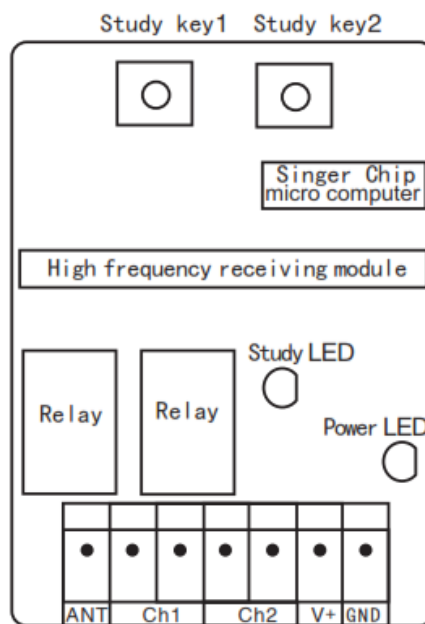 Study key1 Study key2
Singer Chip
micro computer
High frequency receiving module
Study LED
Relay Relay
Power LED
ANT Ch1 Ch2 V+ GND